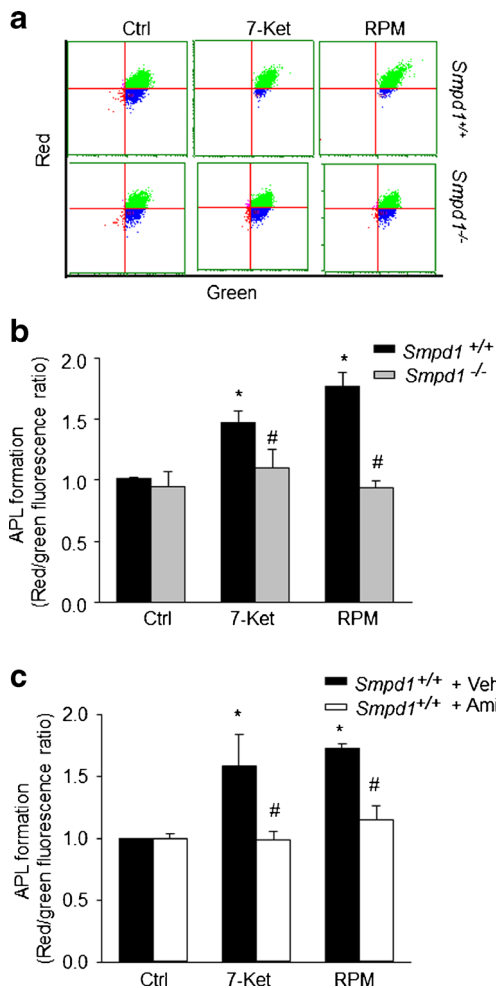 a
Ctrl 7-Ket RPM
Red
Smpd1+/+
Smpd1-/-
Green
b
APL formation
(Red/green fluorescence ratio)
2.0
1.5
1.0
0.5
0.0
* # * #
Smpd1 +/+
Smpd1 -/-
Ctrl 7-Ket RPM
c
APL formation
(Red/green fluorescence ratio)
2.0
1.5
1.0
0.5
0.0
* # * #
Smpd1+/+ + Veh
Smpd1+/+ + Ami
Ctrl 7-Ket RPM